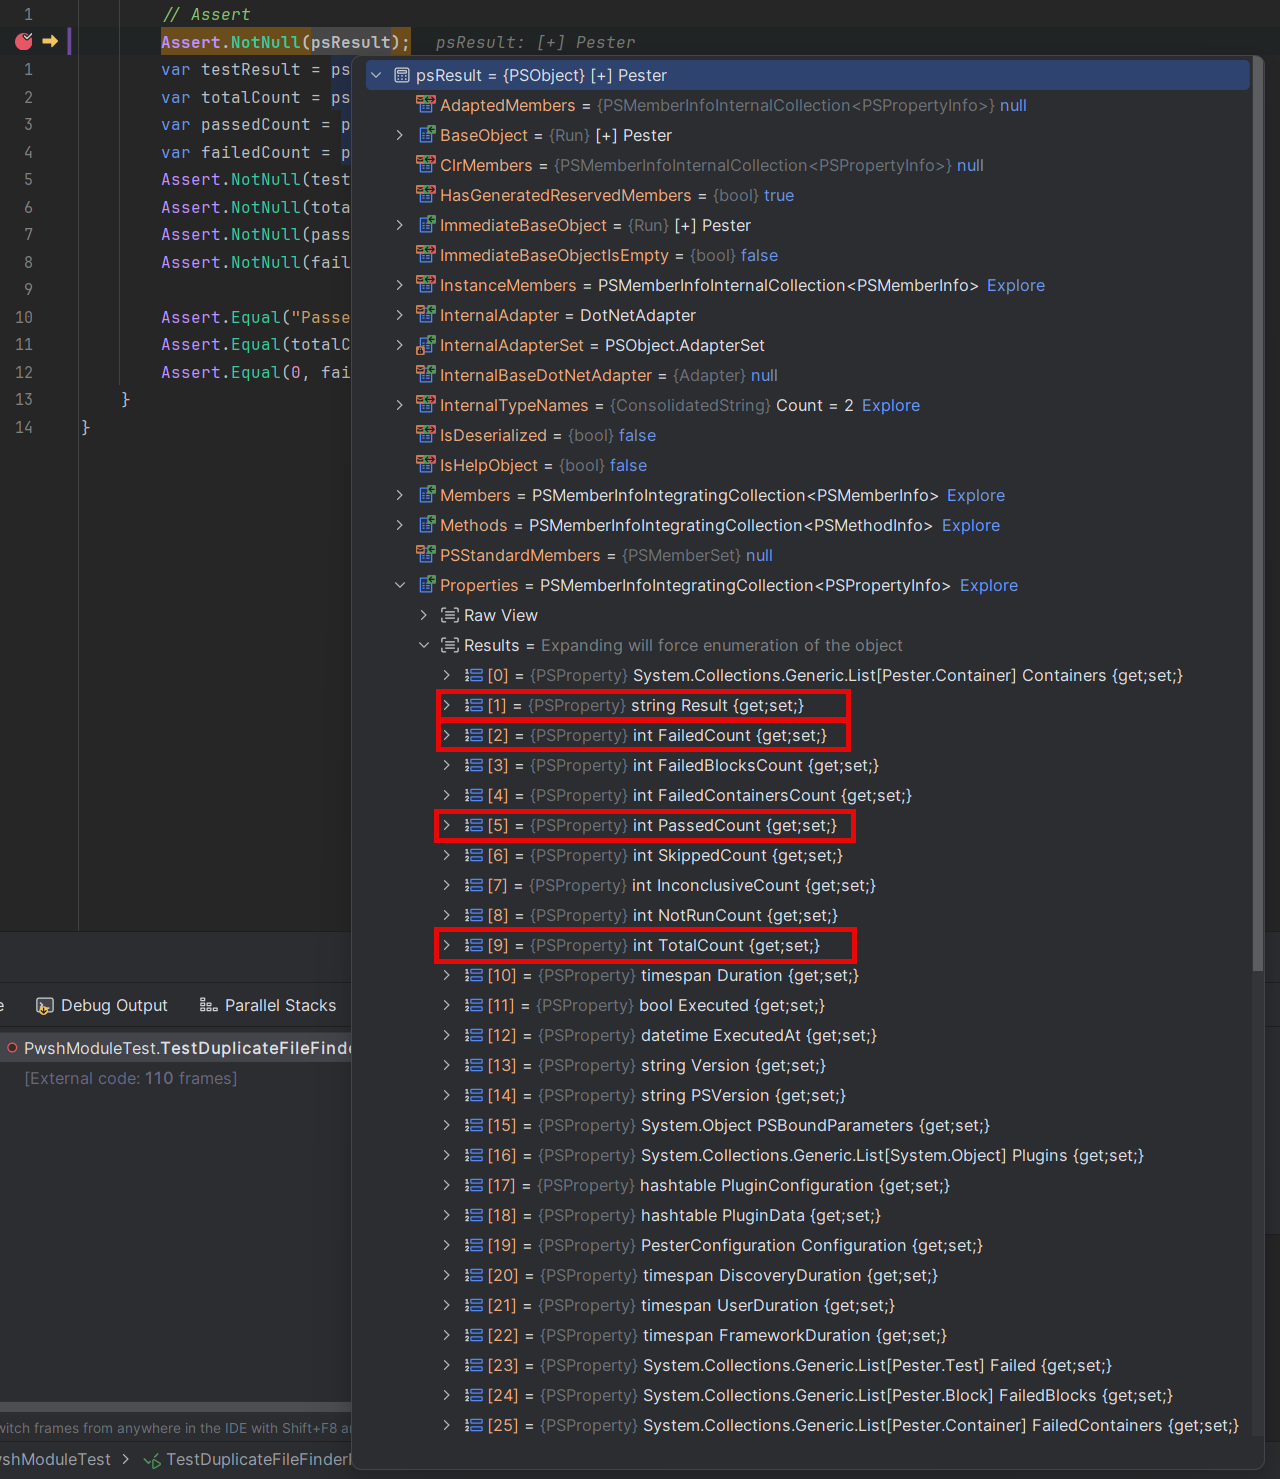 1 // Assert
Assert.NotNull(psResult); psResult: [+] Pester
1 var testResult = ps
2 var totalCount = ps
3 var passedCount = p
4 var failedCount = p
5 Assert.NotNull(test
6 Assert.NotNull(tota
7 Assert.NotNull(pass
8 Assert.NotNull(fail
9
10 Assert.Equal("Passe
11 Assert.Equal(totalC
12 Assert.Equal(0, fai
13 }
14 }
psResult = {PSObject} [+] Pester
AdaptedMembers = {PSMemberInfoInternalCollection<PSPropertyInfo>} null
BaseObject = {Run} [+] Pester
ClrMembers = {PSMemberInfoInternalCollection<PSPropertyInfo>} null
HasGeneratedReservedMembers = {bool} true
ImmediateBaseObject = {Run} [+] Pester
ImmediateBaseObjectIsEmpty = {bool} false
InstanceMembers = PSMemberInfoInternalCollection<PSMemberInfo> Explore
InternalAdapter = DotNetAdapter
InternalAdapterSet = PSObject.AdapterSet
InternalBaseDotNetAdapter = {Adapter} null
InternalTypeNames = {ConsolidatedString} Count = 2 Explore
IsDeserialized = {bool} false
IsHelpObject = {bool} false
Members = PSMemberInfoIntegratingCollection<PSMemberInfo> Explore
Methods = PSMemberInfoIntegratingCollection<PSMethodInfo> Explore
PSStandardMembers = {PSMemberSet} null
Properties = PSMemberInfoIntegratingCollection<PSPropertyInfo> Explore
Raw View
Results = Expanding will force enumeration of the object
[0] = {PSProperty} System.Collections.Generic.List[Pester.Container] Containers {get;set;}
[1] = {PSProperty} string Result {get;set;}
[2] = {PSProperty} int FailedCount {get;set;}
[3] = {PSProperty} int FailedBlocksCount {get;set;}
[4] = {PSProperty} int FailedContainersCount {get;set;}
[5] = {PSProperty} int PassedCount {get;set;}
[6] = {PSProperty} int SkippedCount {get;set;}
[7] = {PSProperty} int InconclusiveCount {get;set;}
[8] = {PSProperty} int NotRunCount {get;set;}
[9] = {PSProperty} int TotalCount {get;set;}
[10] = {PSProperty} timespan Duration {get;set;}
[11] = {PSProperty} bool Executed {get;set;}
[12] = {PSProperty} datetime ExecutedAt {get;set;}
[13] = {PSProperty} string Version {get;set;}
[14] = {PSProperty} string PSVersion {get;set;}
[15] = {PSProperty} System.Object PSBoundParameters {get;set;}
[16] = {PSProperty} System.Collections.Generic.List[System.Object] Plugins {get;set;}
[17] = {PSProperty} hashtable PluginConfiguration {get;set;}
[18] = {PSProperty} hashtable PluginData {get;set;}
[19] = {PSProperty} PesterConfiguration Configuration {get;set;}
[20] = {PSProperty} timespan DiscoveryDuration {get;set;}
[21] = {PSProperty} timespan UserDuration {get;set;}
[22] = {PSProperty} timespan FrameworkDuration {get;set;}
[23] = {PSProperty} System.Collections.Generic.List[Pester.Test] Failed {get;set;}
[24] = {PSProperty} System.Collections.Generic.List[Pester.Block] FailedBlocks {get;set;}
[25] = {PSProperty} System.Collections.Generic.List[Pester.Container] FailedContainers {get;set;}
e Debug Output Parallel Stacks
PwshModuleTest.TestDuplicateFileFinde
[External code: 110 frames]
witch frames from anywhere in the IDE with Shift+F8 a
wshModuleTest > TestDuplicateFileFinder